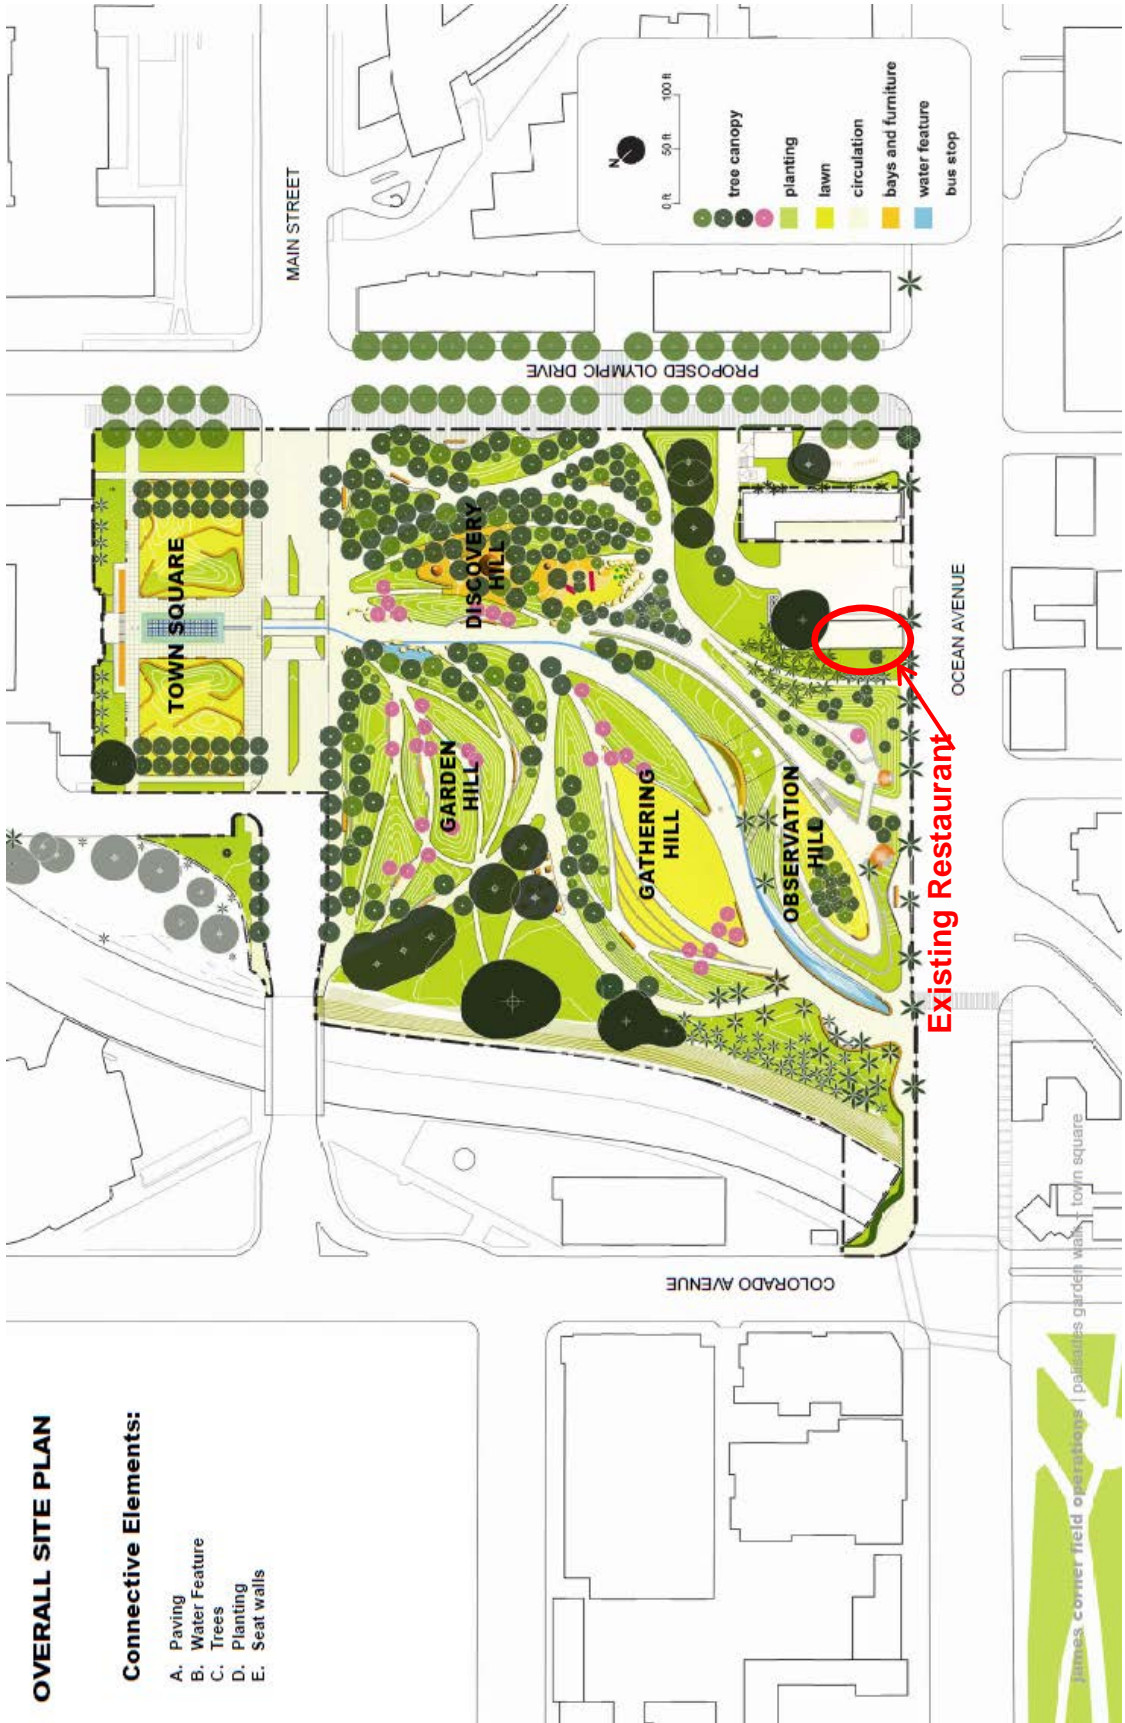 OVERALL SITE PLAN
Connective Elements:
A. Paving
B. Water Feature
C. Trees
D. Planting
E. Seat walls
MAIN STREET
TOWN SQUARE
DISCOVERY
HILL
GARDEN
HILL
GATHERING
HILL
OBSERVATION
HILL
PROPOSED OLYMPIC DRIVE
COLORADO AVENUE
OCEAN AVENUE
Existing Restaurant
N
0 ft 50 ft 100 ft
tree canopy
planting
lawn
circulation
bays and furniture
water feature
bus stop
james corner field operations | palisades garden walk + town square